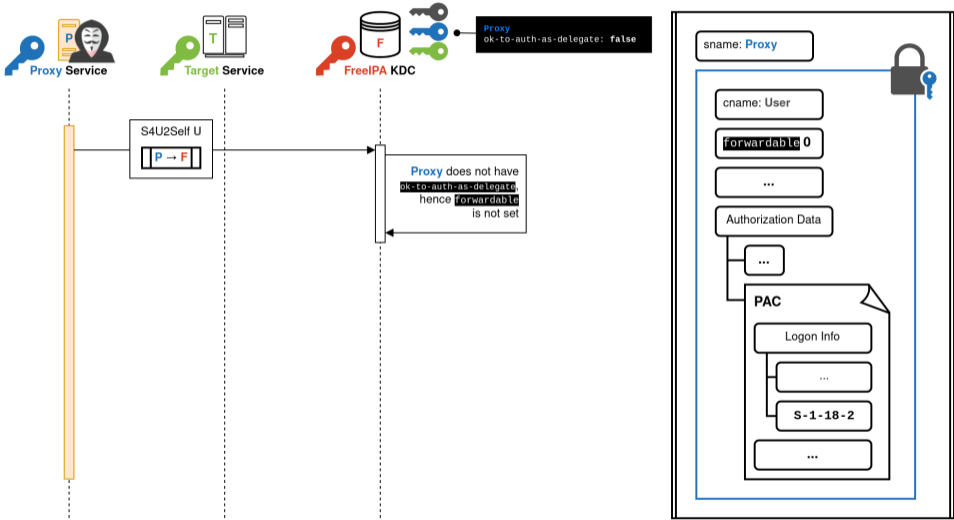 P
T
F
Proxy Service
Target Service
FreeIPA KDC
Proxy
ok-to-auth-as-delegate: false
S4U2Self U
P → F
Proxy does not have
ok-to-auth-as-delegate,
hence forwardable
is not set
sname: Proxy
cname: User
forwardable 0
...
Authorization Data
...
PAC
Logon Info
...
S-1-18-2
...